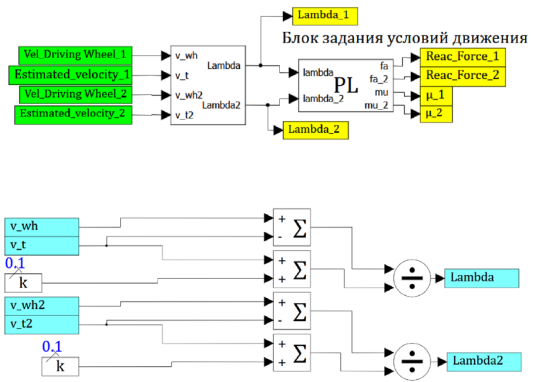 Lambda_1
Блок задания условий движения
Vel_Driving Wheel_1
Estimated_velocity_1
Vel_Driving Wheel_2
Estimated_velocity_2
v_wh
v_t
v_wh2
v_t2
Lambda
Lambda2
lambda
lambda_2
PL
fa
fa_2
mu
mu_2
Reac_Force_1
Reac_Force_2
μ_1
μ_2
Lambda_2
v_wh
v_t
0.1
k
v_wh2
v_t2
0.1
k
+
-
Σ
+
+
Σ
+
-
Σ
+
+
Σ
÷
Lambda
÷
Lambda2